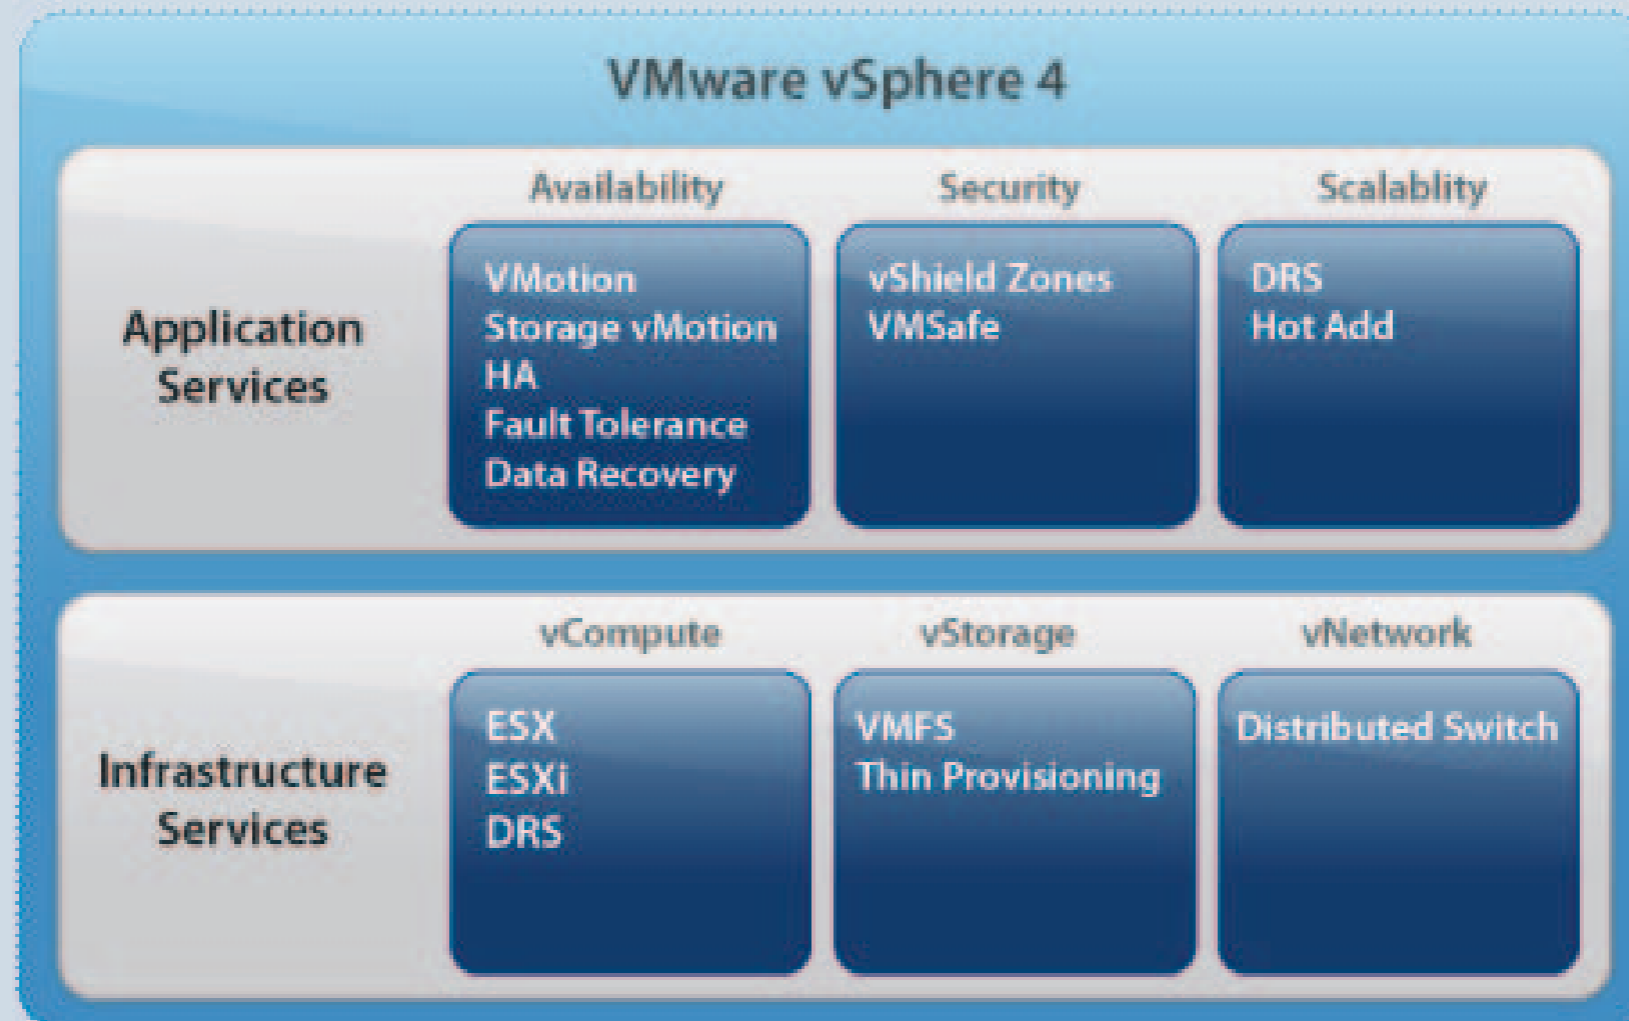 VMware vSphere 4
Availability
Security
Scalablity
Application
Services
VMotion
Storage vMotion
HA
Fault Tolerance
Data Recovery
vShield Zones
VMSafe
DRS
Hot Add
vCompute
vStorage
vNetwork
Infrastructure
Services
ESX
ESXi
DRS
VMFS
Thin Provisioning
Distributed Switch